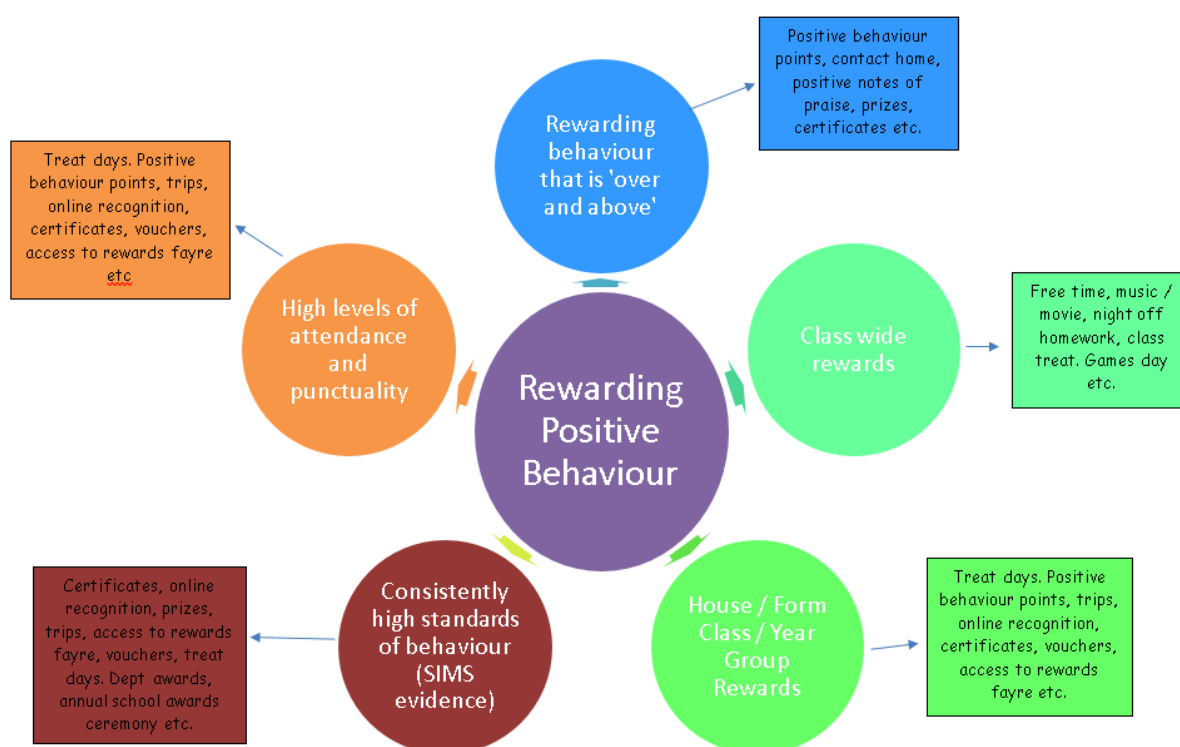 Positive behaviour
points, contact home,
positive notes of
praise, prizes,
certificates etc.
Rewarding
behaviour
that is 'over
and above'
Treat days. Positive
behaviour points, trips,
online recognition,
certificates, vouchers,
access to rewards fayre
etc
High levels of
attendance
and
punctuality
Class wide
rewards
Free time, music /
movie, night off
homework, class
treat. Games day
etc.
Rewarding
Positive
Behaviour
Certificates, online
recognition, prizes,
trips, access to rewards
fayre, vouchers, treat
days. Dept awards,
annual school awards
ceremony etc.
Consistently
high standards
of behaviour
(SIMS
evidence)
House / Form
Class / Year
Group
Rewards
Treat days. Positive
behaviour points, trips,
online recognition,
certificates, vouchers,
access to rewards
fayre etc.